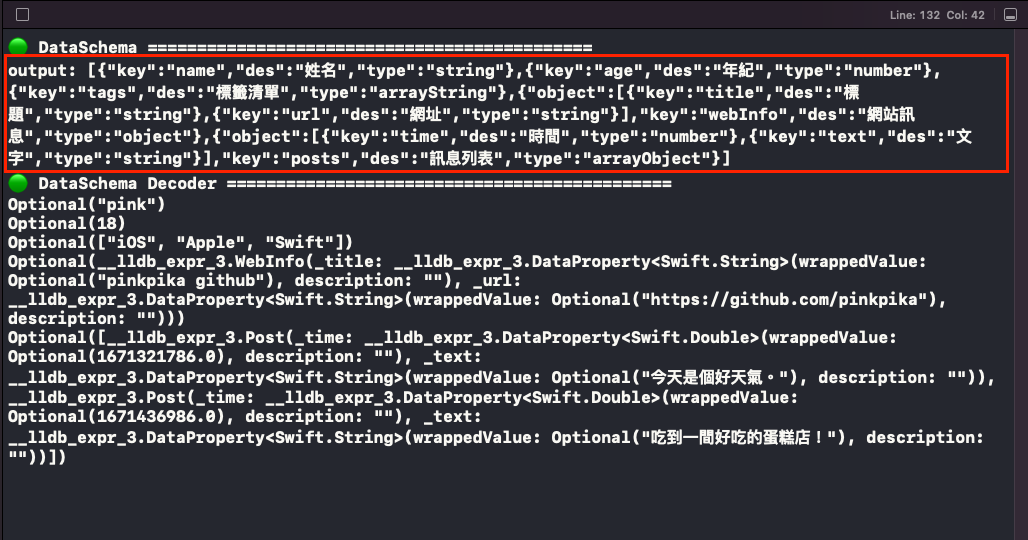 Line: 132 Col: 42
DataSchema =============================================
output: [{"key":"name","des":"姓名","type":"string"},{"key":"age","des":"年紀","type":"number"},
{"key":"tags","des":"標籤清單","type":"arrayString"},{"object":[{"key":"title","des":"標
題","type":"string"},{"key":"url","des":"網址","type":"string"}],"key":"webInfo","des":"網站訊
息","type":"object"},{"object":[{"key":"time","des":"時間","type":"number"},{"key":"text","des":"文
字","type":"string"}],"key":"posts","des":"訊息列表","type":"arrayObject"}]
DataSchema Decoder =============================================
Optional("pink")
Optional(18)
Optional(["iOS", "Apple", "Swift"])
Optional(__lldb_expr_3.WebInfo(_title: __lldb_expr_3.DataProperty<Swift.String>(wrappedValue:
Optional("pinkpika github"), description: ""), _url:
__lldb_expr_3.DataProperty<Swift.String>(wrappedValue: Optional("https://github.com/pinkpika"),
description: "")))
Optional([__lldb_expr_3.Post(_time: __lldb_expr_3.DataProperty<Swift.Double>(wrappedValue:
Optional(1671321786.0), description: ""), _text:
__lldb_expr_3.DataProperty<Swift.String>(wrappedValue: Optional("今天是個好天氣。"), description: "")),
__lldb_expr_3.Post(_time: __lldb_expr_3.DataProperty<Swift.Double>(wrappedValue:
Optional(1671436986.0), description: ""), _text:
__lldb_expr_3.DataProperty<Swift.String>(wrappedValue: Optional("吃到一間好吃的蛋糕店！"), description:
""))])